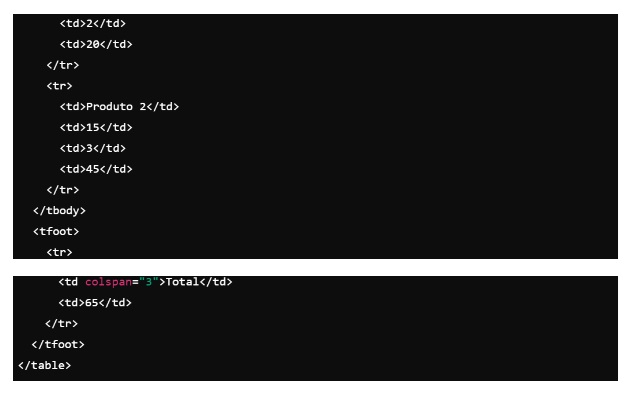 <td>2</td>
<td>20</td>
</tr>
<tr>
<td>Produto 2</td>
<td>15</td>
<td>3</td>
<td>45</td>
</tr>
</tbody>
<tfoot>
<tr>
<td colspan="3">Total</td>
<td>65</td>
</tr>
</tfoot>
</table>